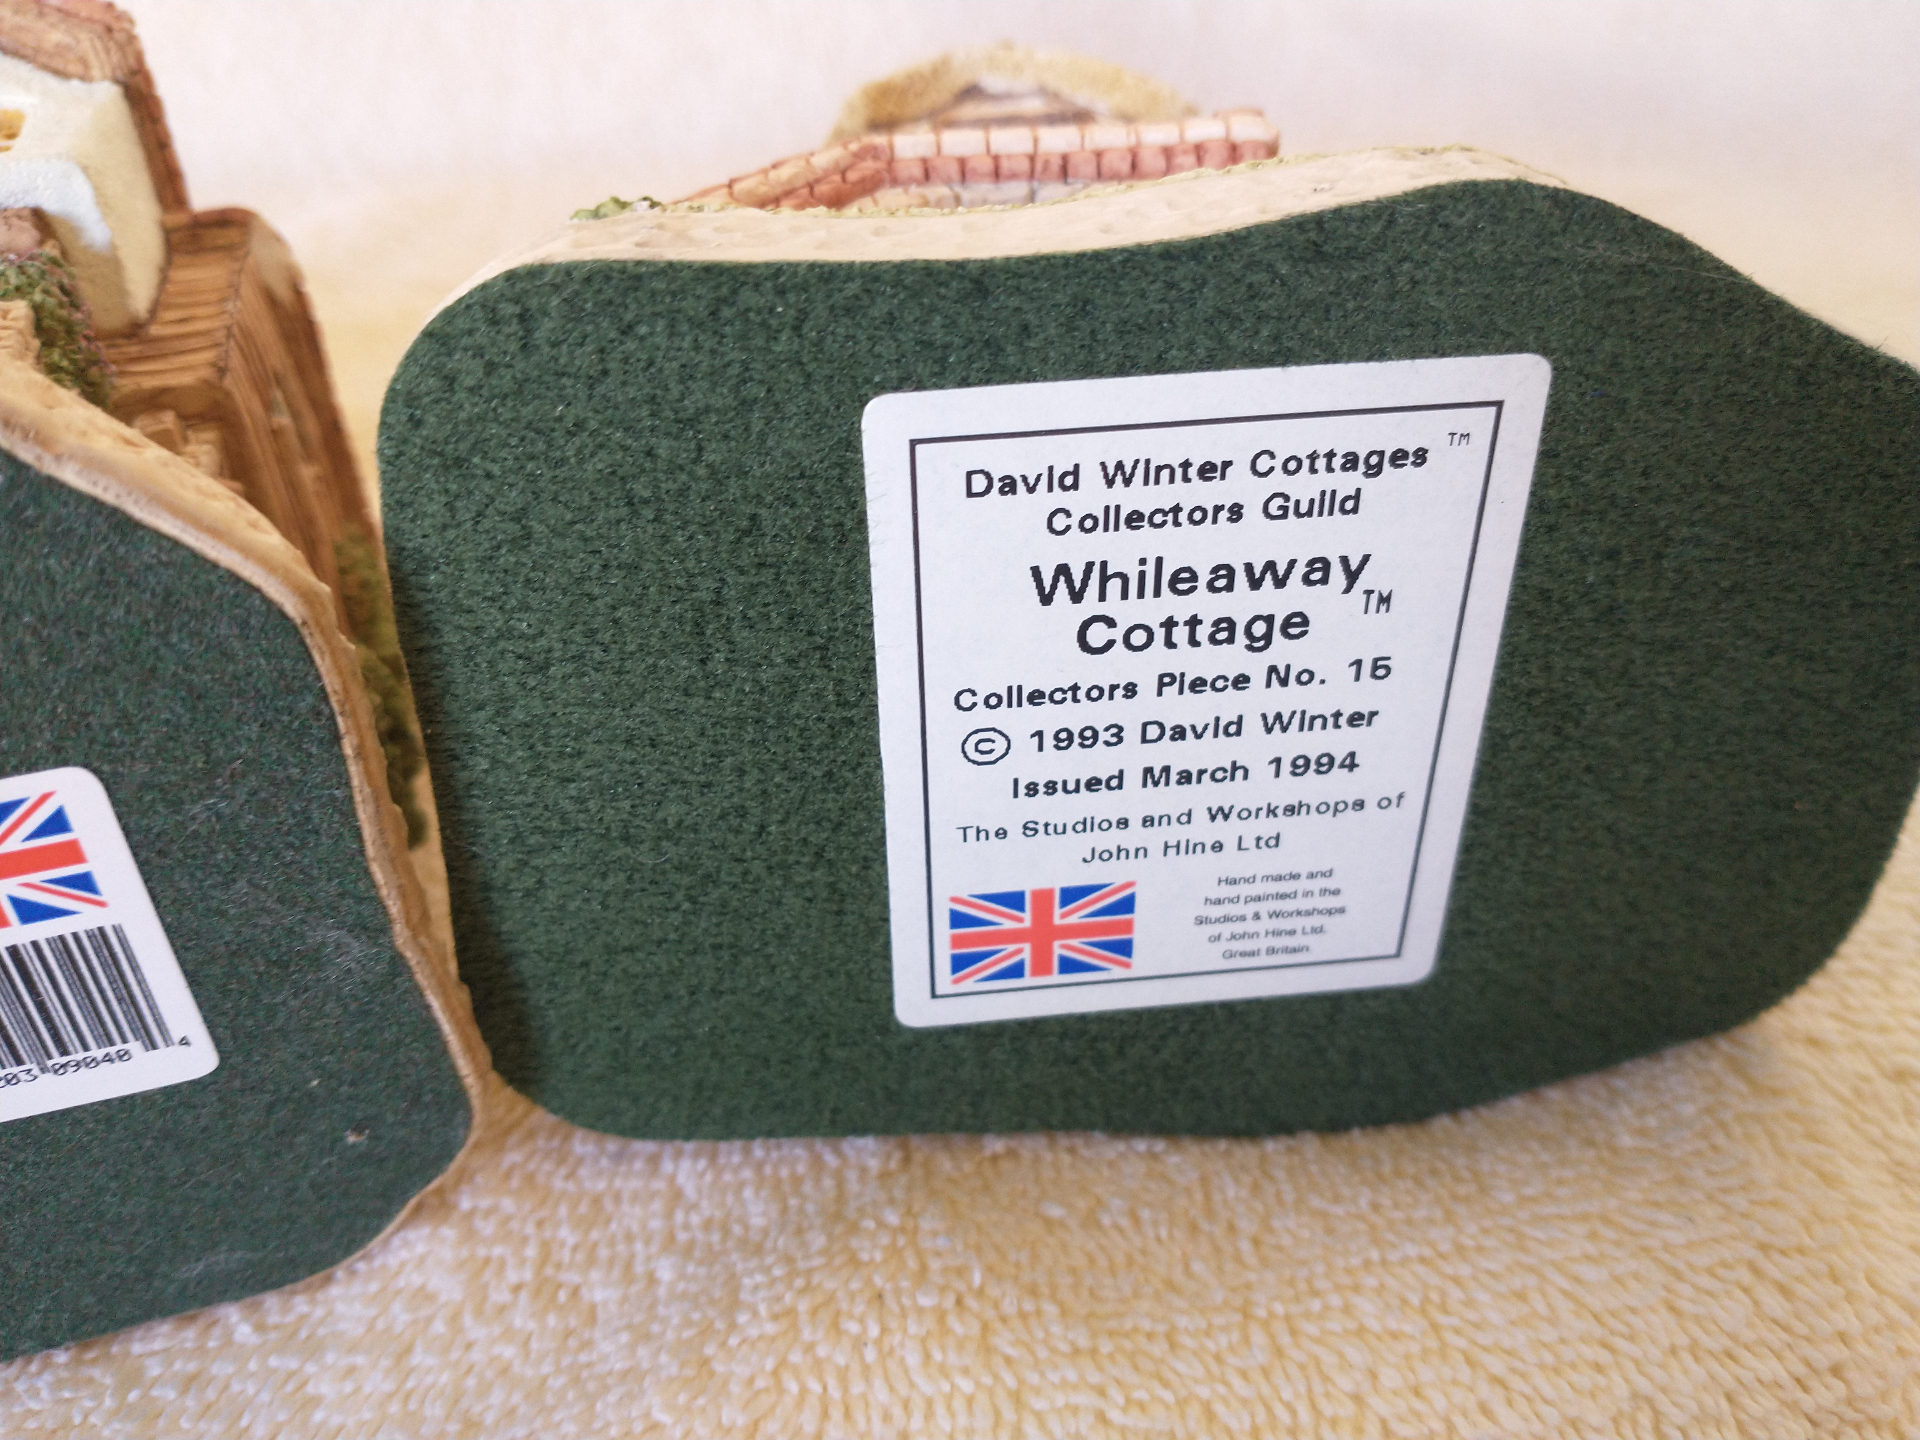 David Winter Cottages ™
Collectors Guild
Whileaway
Cottage ™
Collectors Piece No. 15
© 1993 David Winter
Issued March 1994
The Studios and Workshops of
John Hine Ltd
Hand made and
hand painted in the
Studios & Workshops
of John Hine Ltd.
Great Britain.
09040 4